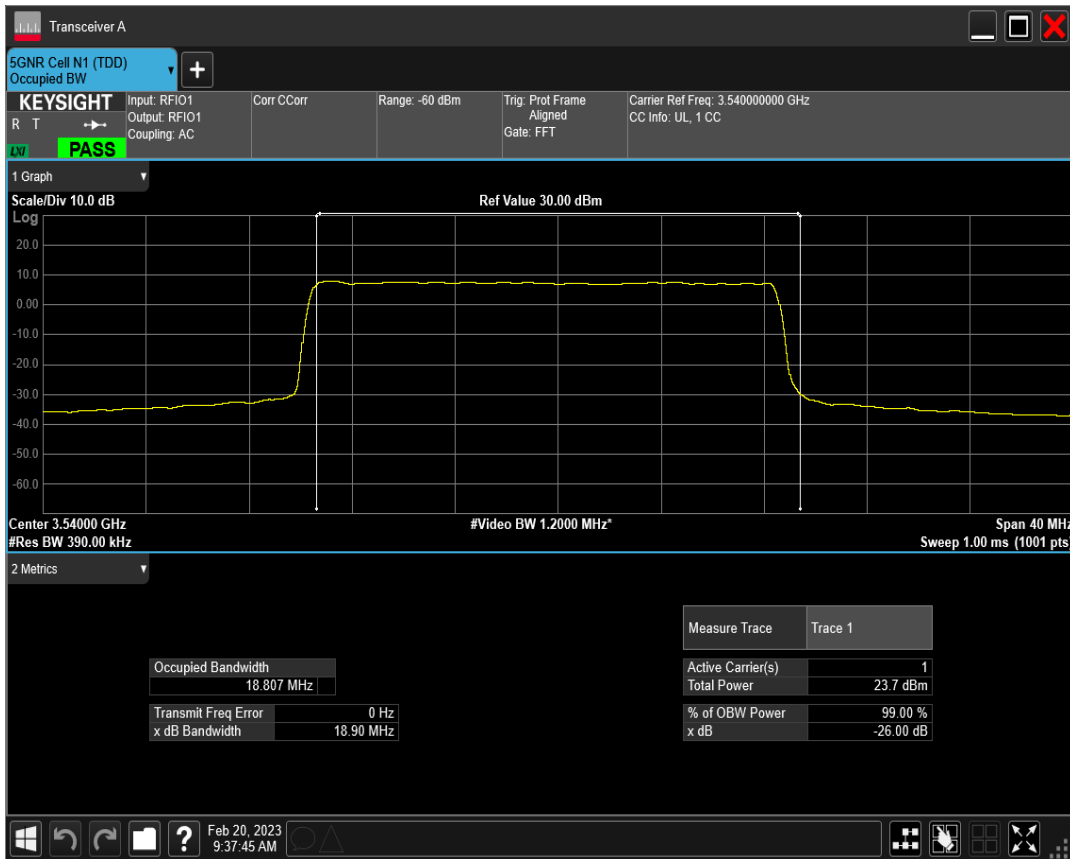 Transceiver A
5GNR Cell N1 (TDD)
Occupied BW
+
KEYSIGHT
R T
LXI
PASS
Input: RFIO1
Output: RFIO1
Coupling: AC
Corr CCorr
Range: -60 dBm
Trig: Prot Frame
Aligned
Gate: FFT
Carrier Ref Freq: 3.540000000 GHz
CC Info: UL, 1 CC
1 Graph
Scale/Div 10.0 dB
Ref Value 30.00 dBm
Log
20.0
10.0
0.00
-10.0
-20.0
-30.0
-40.0
-50.0
-60.0
Center 3.54000 GHz
#Video BW 1.2000 MHz*
Span 40 MHz
#Res BW 390.00 kHz
Sweep 1.00 ms (1001 pts)
2 Metrics
Measure Trace
Trace 1
Occupied Bandwidth
18.807 MHz
Active Carrier(s) 1
Total Power 23.7 dBm
Transmit Freq Error 0 Hz
x dB Bandwidth 18.90 MHz
% of OBW Power 99.00 %
x dB -26.00 dB
?
Feb 20, 2023
9:37:45 AM